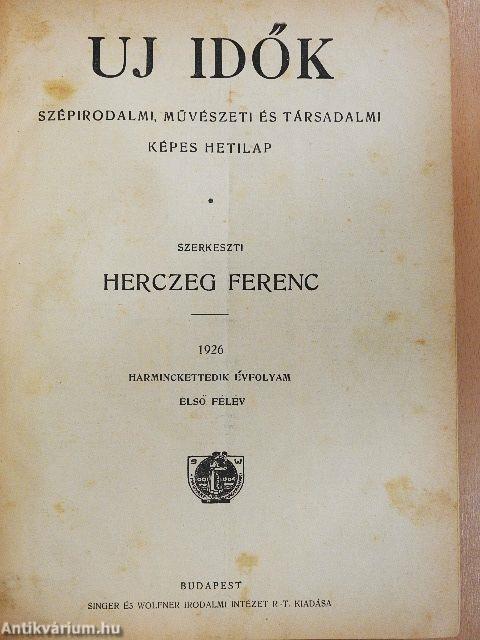 UJ IDŐK
SZÉPIRODALMI, MŰVÉSZETI ÉS TÁRSADALMI
KÉPES HETILAP
SZERKESZTI
HERCZEG FERENC
1926
HARMINCKETTEDIK ÉVFOLYAM
ELSŐ FÉLÉV
BUDAPEST
SINGER ÉS WOLFNER IRODALMI INTÉZET R.-T. KIADÁSA
Antikvárium.hu